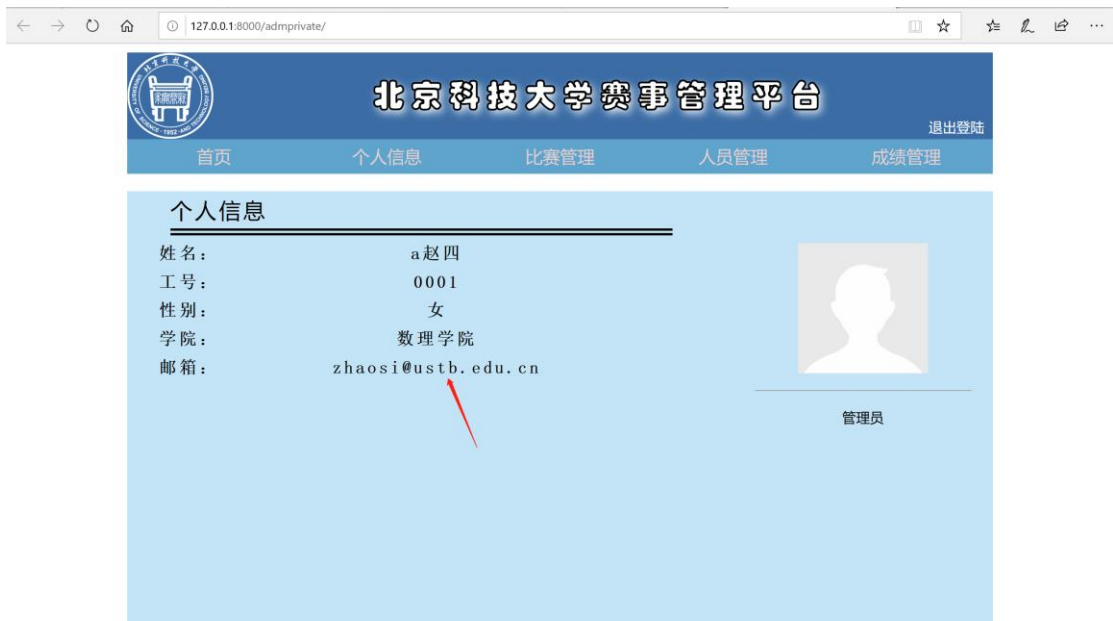 127.0.0.1:8000/admprivate/
北京科技大学赛事管理平台
退出登陆
首页 个人信息 比赛管理 人员管理 成绩管理
个人信息
姓名: a赵四
工号: 0001
性别: 女
学院: 数理学院
邮箱: zhaosi@ustb.edu.cn
管理员